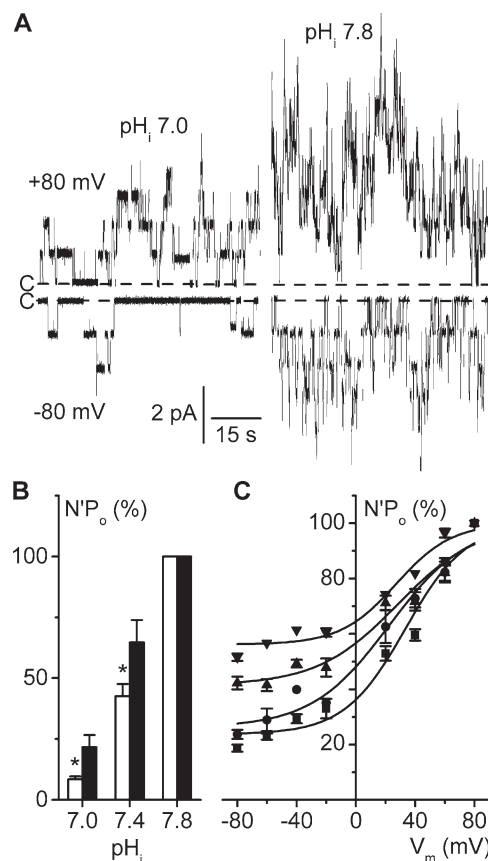 A
pHi 7.8
pHi 7.0
+80 mV
C
C
-80 mV
2 pA
15 s
B
N'Po (%)
100
50
0
*
*
7.0 7.4 7.8
pHi
C
N'Po (%)
100
80
60
40
20
-80 -40 0 40 80
Vm (mV)